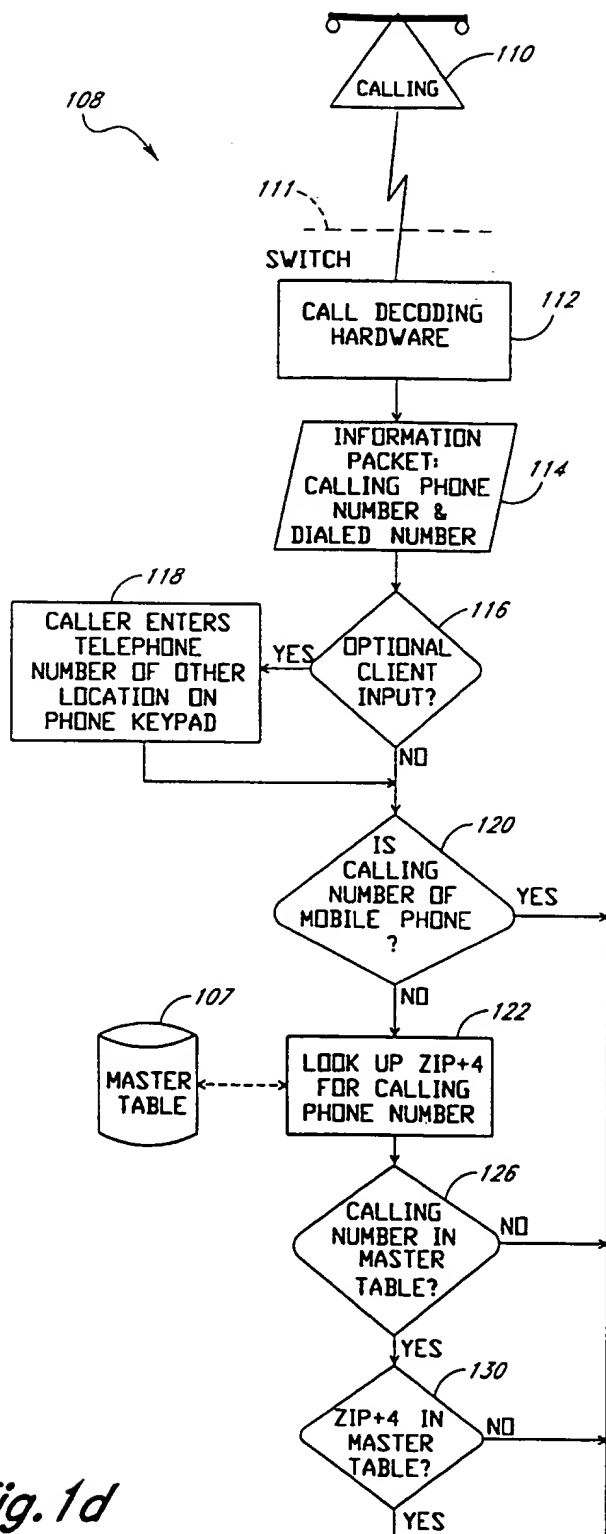 110
CALLING
108
111
SWITCH
CALL DECODING
HARDWARE
112
INFORMATION
PACKET:
CALLING PHONE
NUMBER &
DIALED NUMBER
114
118
CALLER ENTERS
TELEPHONE
NUMBER OF OTHER
LOCATION ON
PHONE KEYPAD
YES
116
OPTIONAL
CLIENT
INPUT?
NO
120
IS
CALLING
NUMBER OF
MOBILE PHONE
?
YES
NO
107
MASTER
TABLE
122
LOOK UP ZIP+4
FOR CALLING
PHONE NUMBER
126
CALLING
NUMBER IN
MASTER
TABLE?
NO
YES
130
ZIP+4 IN
MASTER
TABLE?
NO
YES
ig.1d